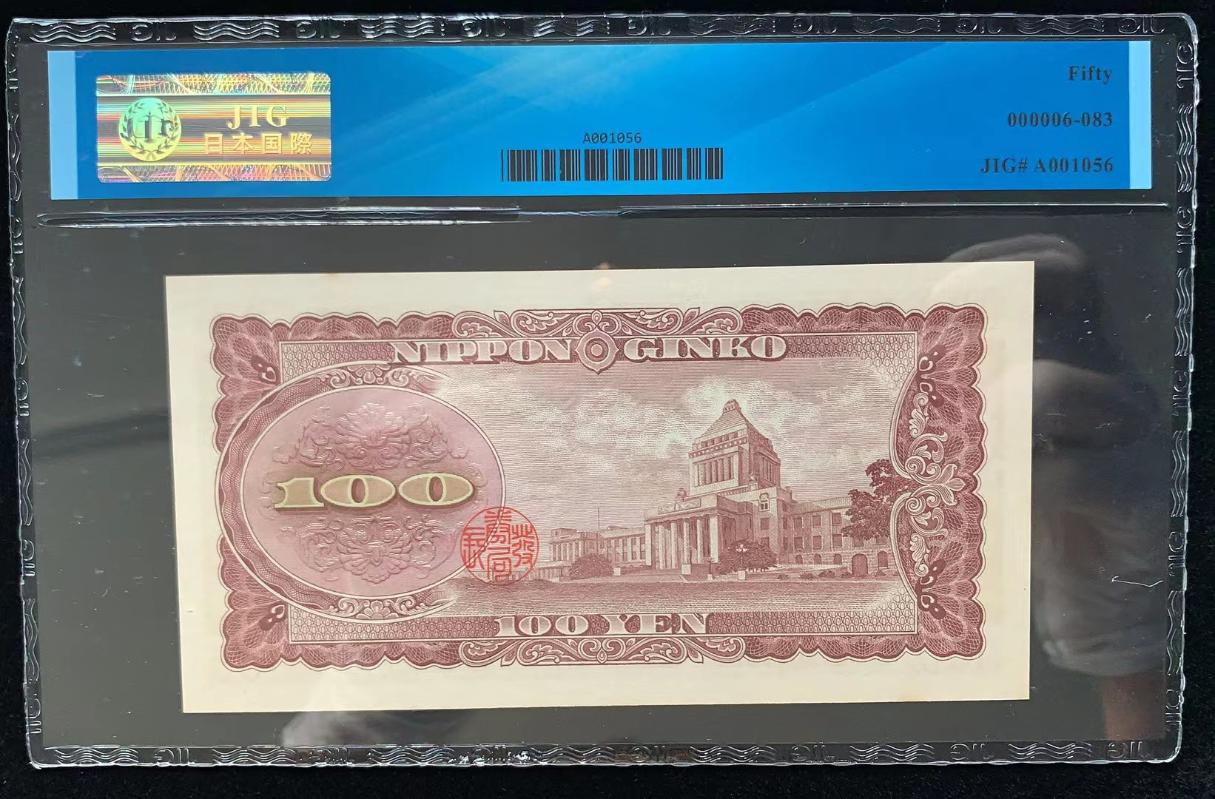 JIG
日本国際
A001056
Fifty
000006-083
JIG# A001056
NIPPON GINKO
100
100 YEN